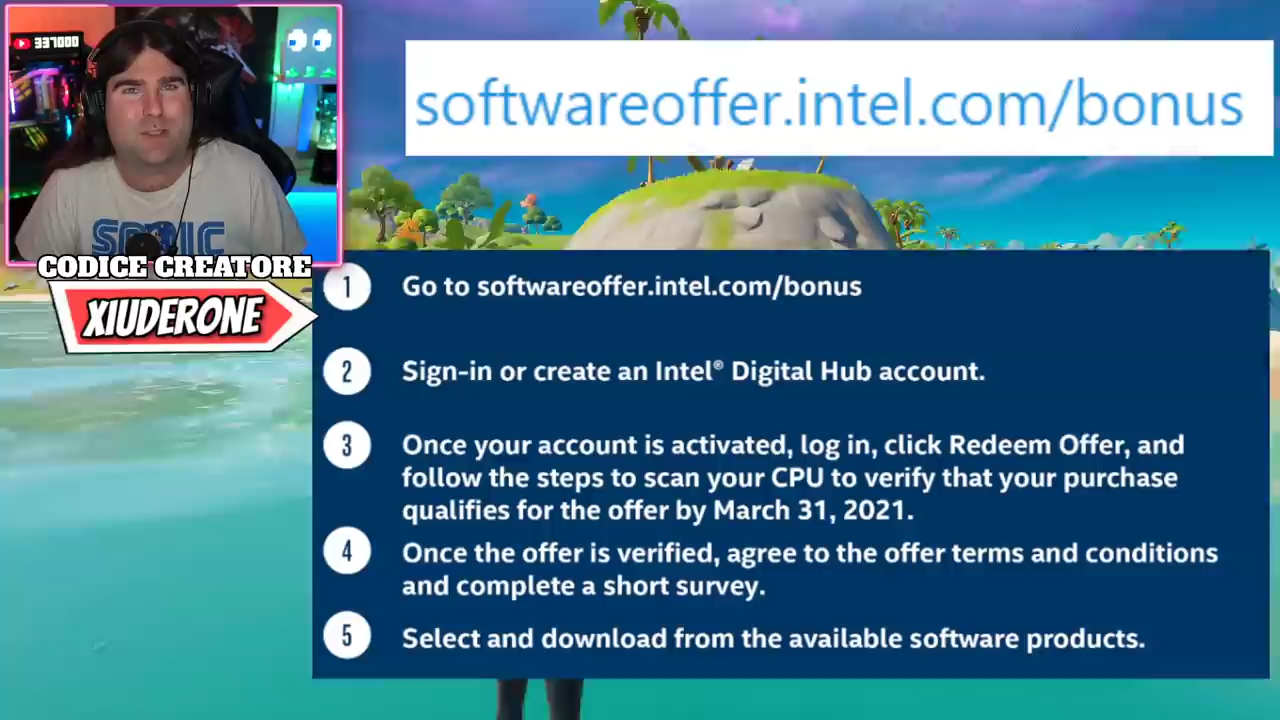 337000
softwareoffer.intel.com/bonus
SONIC
CODICE CREATORE
XIUDERONE
1 Go to softwareoffer.intel.com/bonus
2 Sign-in or create an Intel® Digital Hub account.
3 Once your account is activated, log in, click Redeem Offer, and
follow the steps to scan your CPU to verify that your purchase
qualifies for the offer by March 31, 2021.
4 Once the offer is verified, agree to the offer terms and conditions
and complete a short survey.
5 Select and download from the available software products.